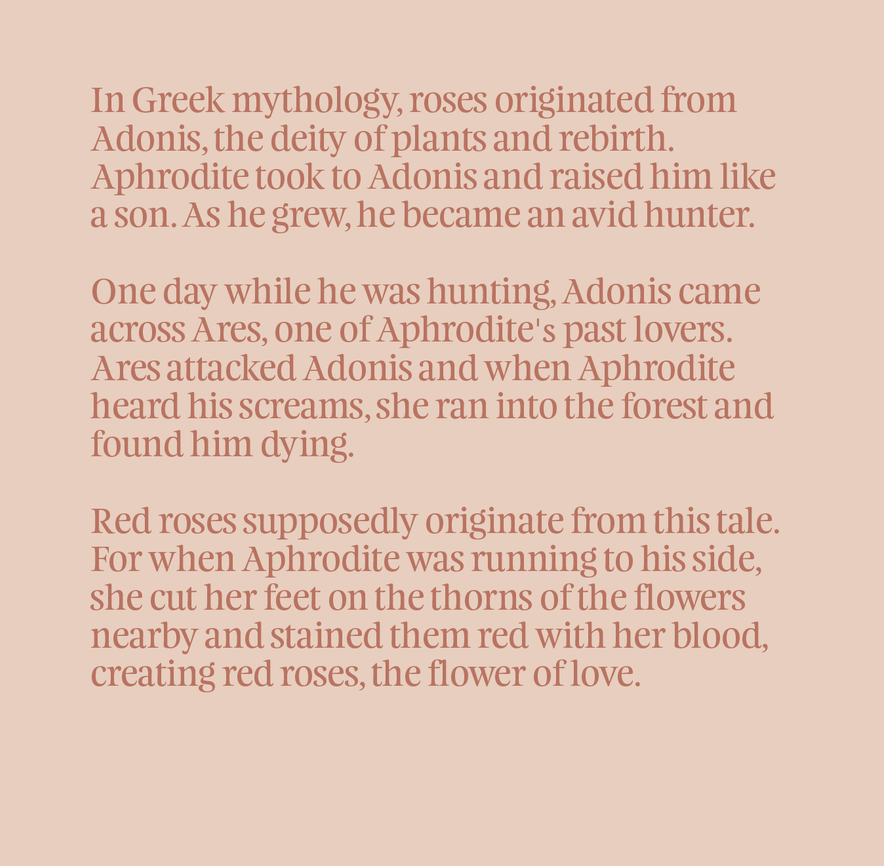 In Greek mythology, roses originated from
Adonis, the deity of plants and rebirth.
Aphrodite took to Adonis and raised him like
a son. As he grew, he became an avid hunter.
One day while he was hunting, Adonis came
across Ares, one of Aphrodite's past lovers.
Ares attacked Adonis and when Aphrodite
heard his screams, she ran into the forest and
found him dying.
Red roses supposedly originate from this tale.
For when Aphrodite was running to his side,
she cut her feet on the thorns of the flowers
nearby and stained them red with her blood,
creating red roses, the flower of love.